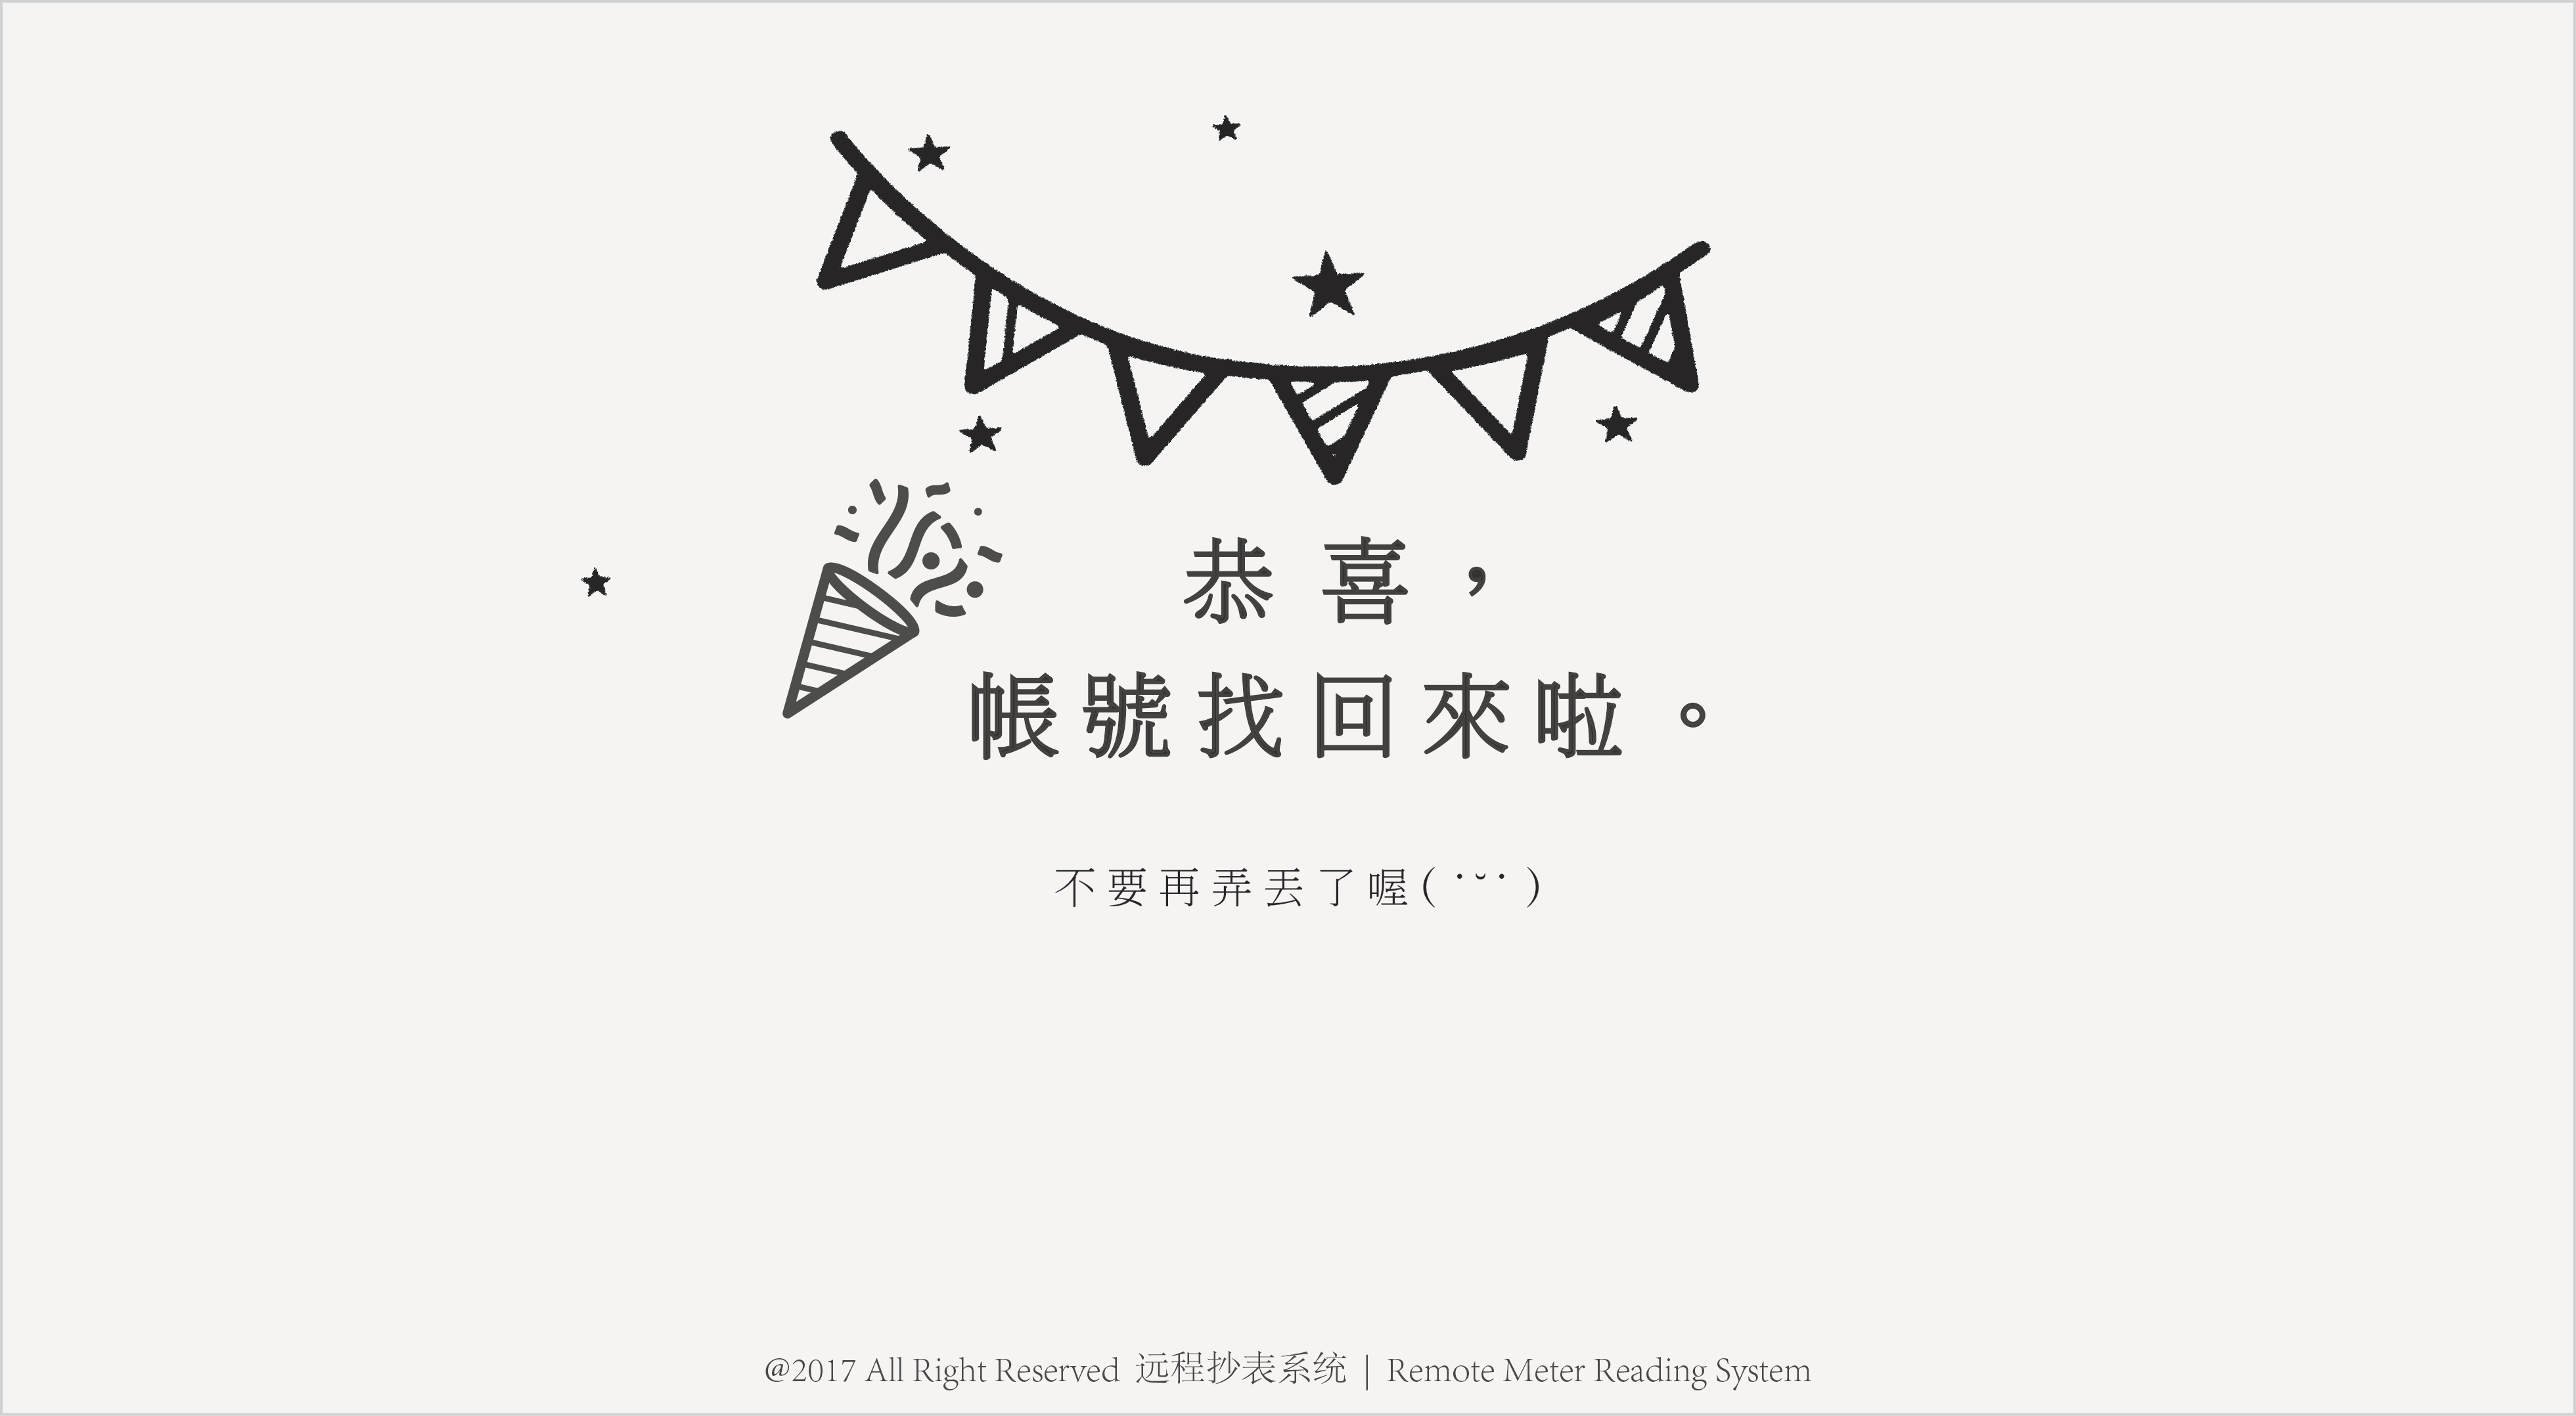 恭喜，
帳號找回來啦。
不要再弄丟了喔( ˙ᵕ˙ )
@2017 All Right Reserved 远程抄表系统 | Remote Meter Reading System